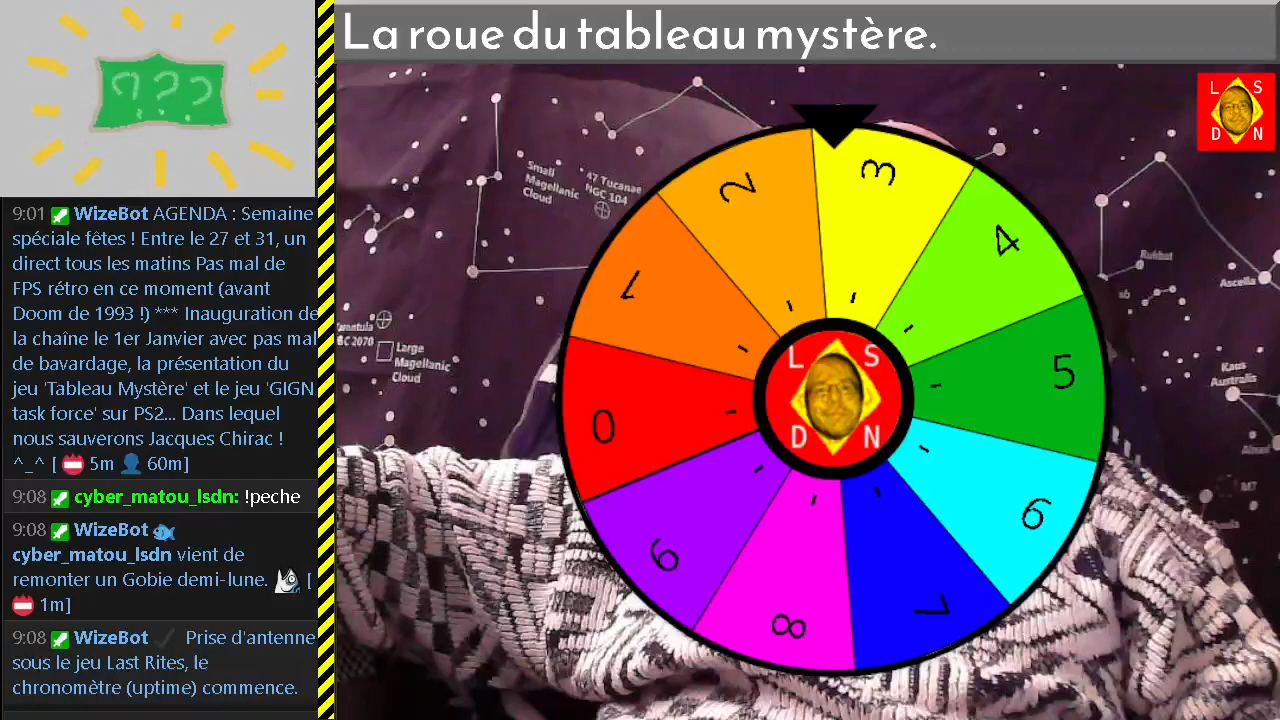 La roue du tableau mystère.
? ? ?
L S
D N
9:01 WizeBot AGENDA : Semaine
spéciale fêtes ! Entre le 27 et 31, un
direct tous les matins Pas mal de
FPS rétro en ce moment (avant
Doom de 1993 !) *** Inauguration de
la chaîne le 1er Janvier avec pas mal
de bavardage, la présentation du
jeu 'Tableau Mystère' et le jeu 'GIGN
task force' sur PS2... Dans lequel
nous sauverons Jacques Chirac !
^_^ [ 5m 60m]
9:08 cyber_matou_lsdn: !peche
9:08 WizeBot
cyber_matou_lsdn vient de
remonter un Gobie demi-lune. [
1m]
9:08 WizeBot Prise d'antenne
sous le jeu Last Rites, le
chronomètre (uptime) commence.
Small
Magellanic
Cloud
47 Tucanae
NGC 104
Large
Magellanic
Cloud
Rukbat
Ascella
Kaus
Australis
M7
0
1
2
3
4
5
6
7
8
9
L S
D N